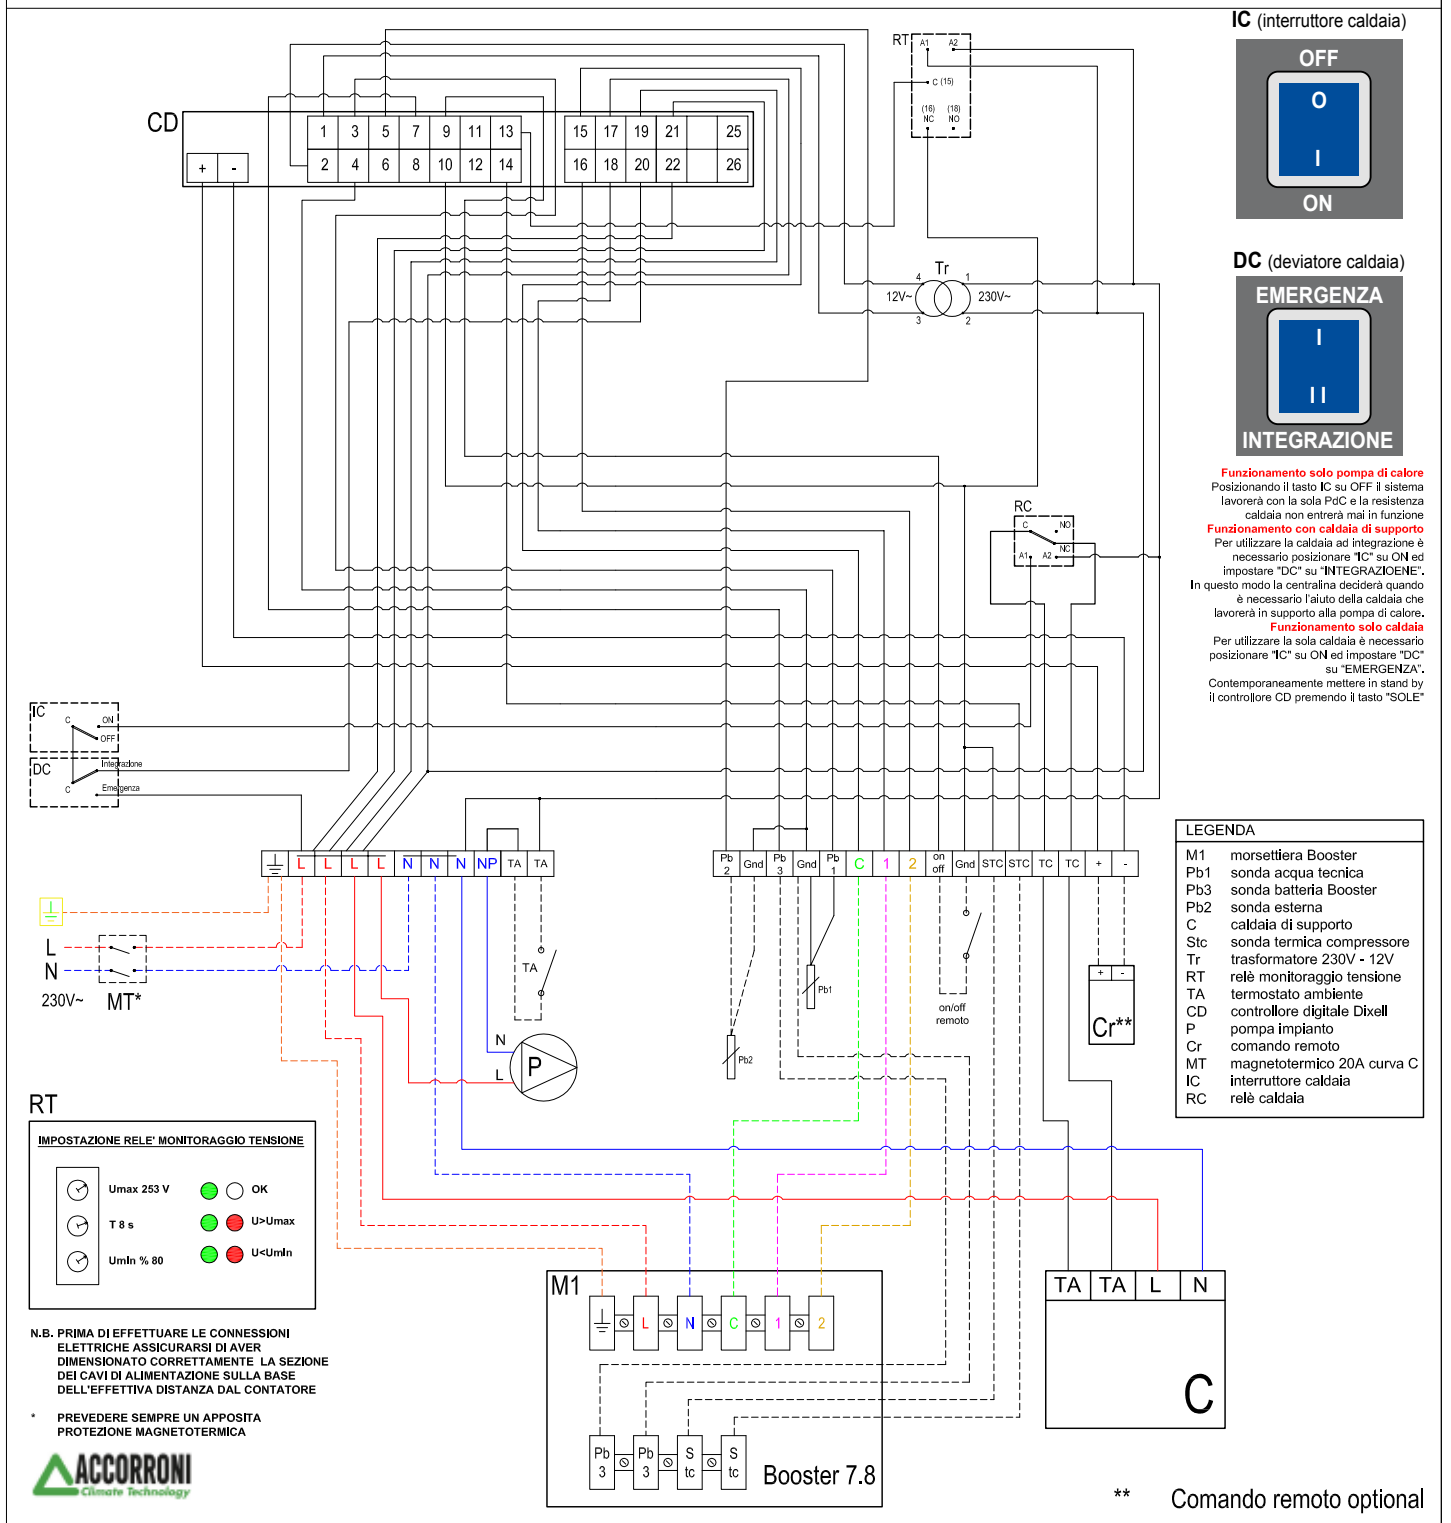 IC (interruttore caldaia)
OFF
O
I
ON
DC (deviatore caldaia)
EMERGENZA
I
I I
INTEGRAZIONE
Funzionamento solo pompa di calore
Posizionando il tasto IC su OFF il sistema
lavorerà con la sola PdC e la resistenza
caldaia non entrerà mai in funzione
Funzionamento con caldaia di supporto
Per utilizzare la caldaia ad integrazione è
necessario posizionare "IC" su ON ed
impostare "DC" su "INTEGRAZIOENE".
In questo modo la centralina deciderà quando
è necessario l'aiuto della caldaia che
lavorerà in supporto alla pompa di calore.
Funzionamento solo caldaia
Per utilizzare la sola caldaia è necessario
posizionare "IC" su ON ed impostare "DC"
su "EMERGENZA".
Contemporaneamente mettere in stand by
il controllore CD premendo il tasto "SOLE"
CD
+ -
1 3 5 7 9 11 13
2 4 6 8 10 12 14
15 17 19 21 25
16 18 20 22 26
RT
A1 A2
C (15)
(16) (18)
NC NO
Tr
4 1
12V~ 230V~
3 2
RC
C NO
NC
A1 A2
IC
C ON
OFF
DC
Integrazione
C
Emergenza
L L L L N N N NP TA TA
Pb 2 Gnd Pb 3 Gnd Pb 1 C 1 2 on off Gnd STC STC TC TC + -
L
N
230V~ MT*
TA
N
L
P
Pb1
Pb2
on/off
remoto
+ -
Cr**
LEGENDA
M1 morsettiera Booster
Pb1 sonda acqua tecnica
Pb3 sonda batteria Booster
Pb2 sonda esterna
C caldaia di supporto
Stc sonda termica compressore
Tr trasformatore 230V - 12V
RT relè monitoraggio tensione
TA termostato ambiente
CD controllore digitale Dixell
P pompa impianto
Cr comando remoto
MT magnetotermico 20A curva C
IC interruttore caldaia
RC relè caldaia
RT
IMPOSTAZIONE RELE' MONITORAGGIO TENSIONE
Umax 253 V OK
T 8 s U>Umax
Umin % 80 U<Umin
N.B. PRIMA DI EFFETTUARE LE CONNESSIONI
ELETTRICHE ASSICURARSI DI AVER
DIMENSIONATO CORRETTAMENTE LA SEZIONE
DEI CAVI DI ALIMENTAZIONE SULLA BASE
DELL'EFFETTIVA DISTANZA DAL CONTATORE
* PREVEDERE SEMPRE UN APPOSITA
PROTEZIONE MAGNETOTERMICA
ACCORRONI
Climate Technology
M1
L N C 1 2
Pb 3 Pb 3 S tc S tc
Booster 7.8
TA TA L N
C
** Comando remoto optional